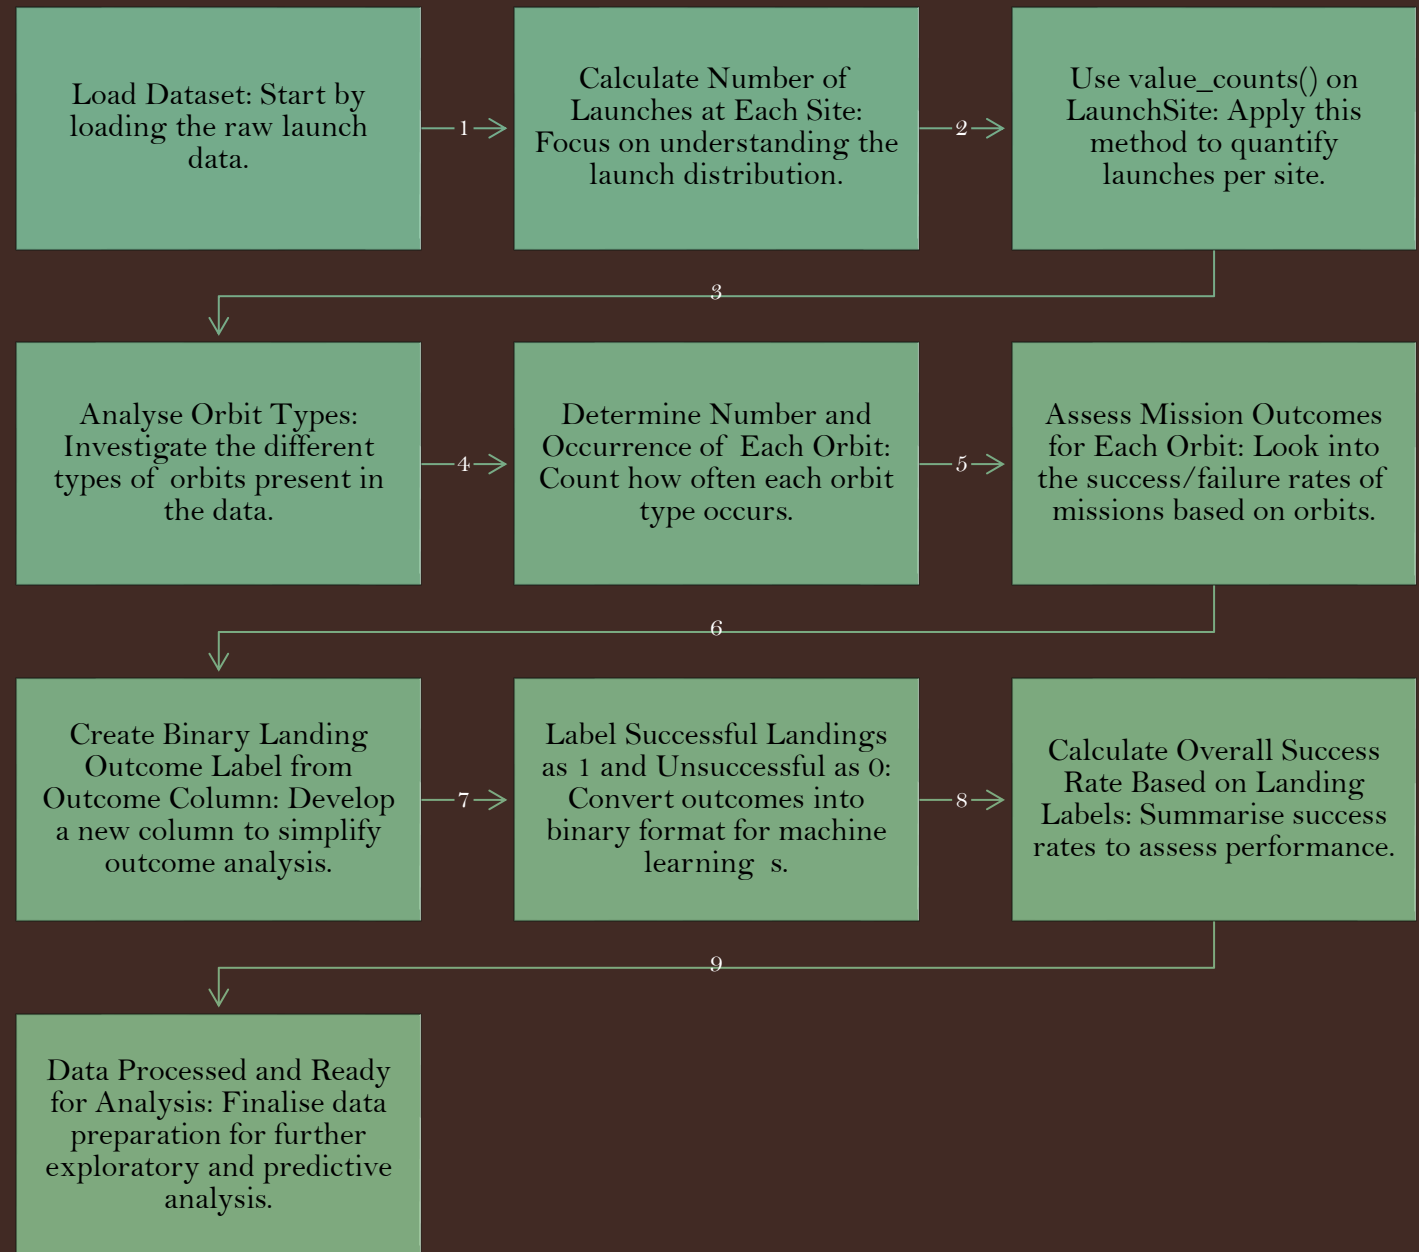 Load Dataset: Start by
loading the raw launch
data.
1
Calculate Number of
Launches at Each Site:
Focus on understanding the
launch distribution.
2
Use value_counts() on
LaunchSite: Apply this
method to quantify
launches per site.
3
Analyse Orbit Types:
Investigate the different
types of orbits present in
the data.
4
Determine Number and
Occurrence of Each Orbit:
Count how often each orbit
type occurs.
5
Assess Mission Outcomes
for Each Orbit: Look into
the success/failure rates of
missions based on orbits.
6
Create Binary Landing
Outcome Label from
Outcome Column: Develop
a new column to simplify
outcome analysis.
7
Label Successful Landings
as 1 and Unsuccessful as 0:
Convert outcomes into
binary format for machine
learning s.
8
Calculate Overall Success
Rate Based on Landing
Labels: Summarise success
rates to assess performance.
9
Data Processed and Ready
for Analysis: Finalise data
preparation for further
exploratory and predictive
analysis.